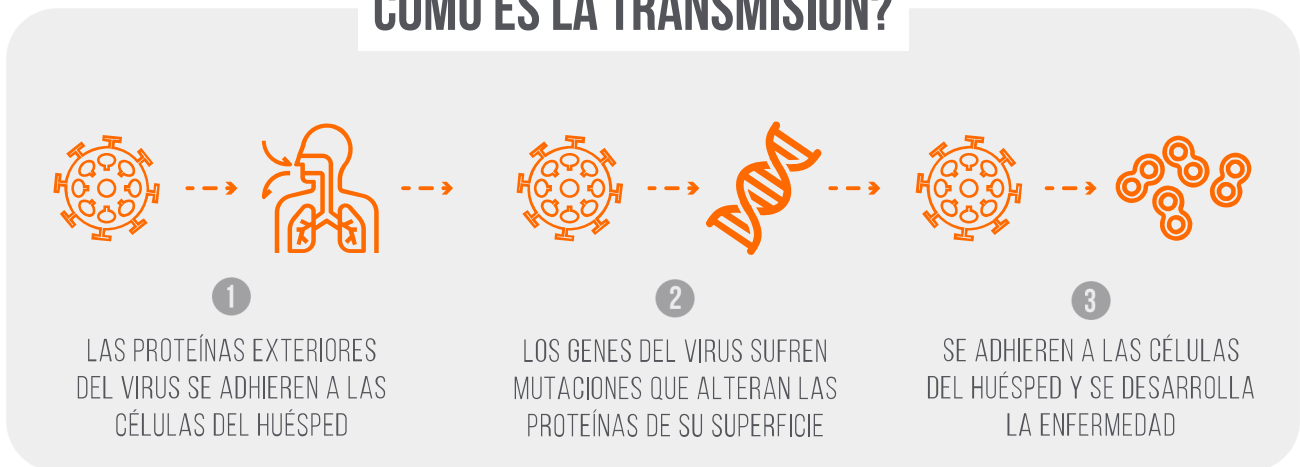 CÓMO ES LA TRANSMISIÓN?
1
LAS PROTEÍNAS EXTERIORES
DEL VIRUS SE ADHIEREN A LAS
CÉLULAS DEL HUÉSPED
2
LOS GENES DEL VIRUS SUFREN
MUTACIONES QUE ALTERAN LAS
PROTEÍNAS DE SU SUPERFICIE
3
SE ADHIEREN A LAS CÉLULAS
DEL HUÉSPED Y SE DESARROLLA
LA ENFERMEDAD